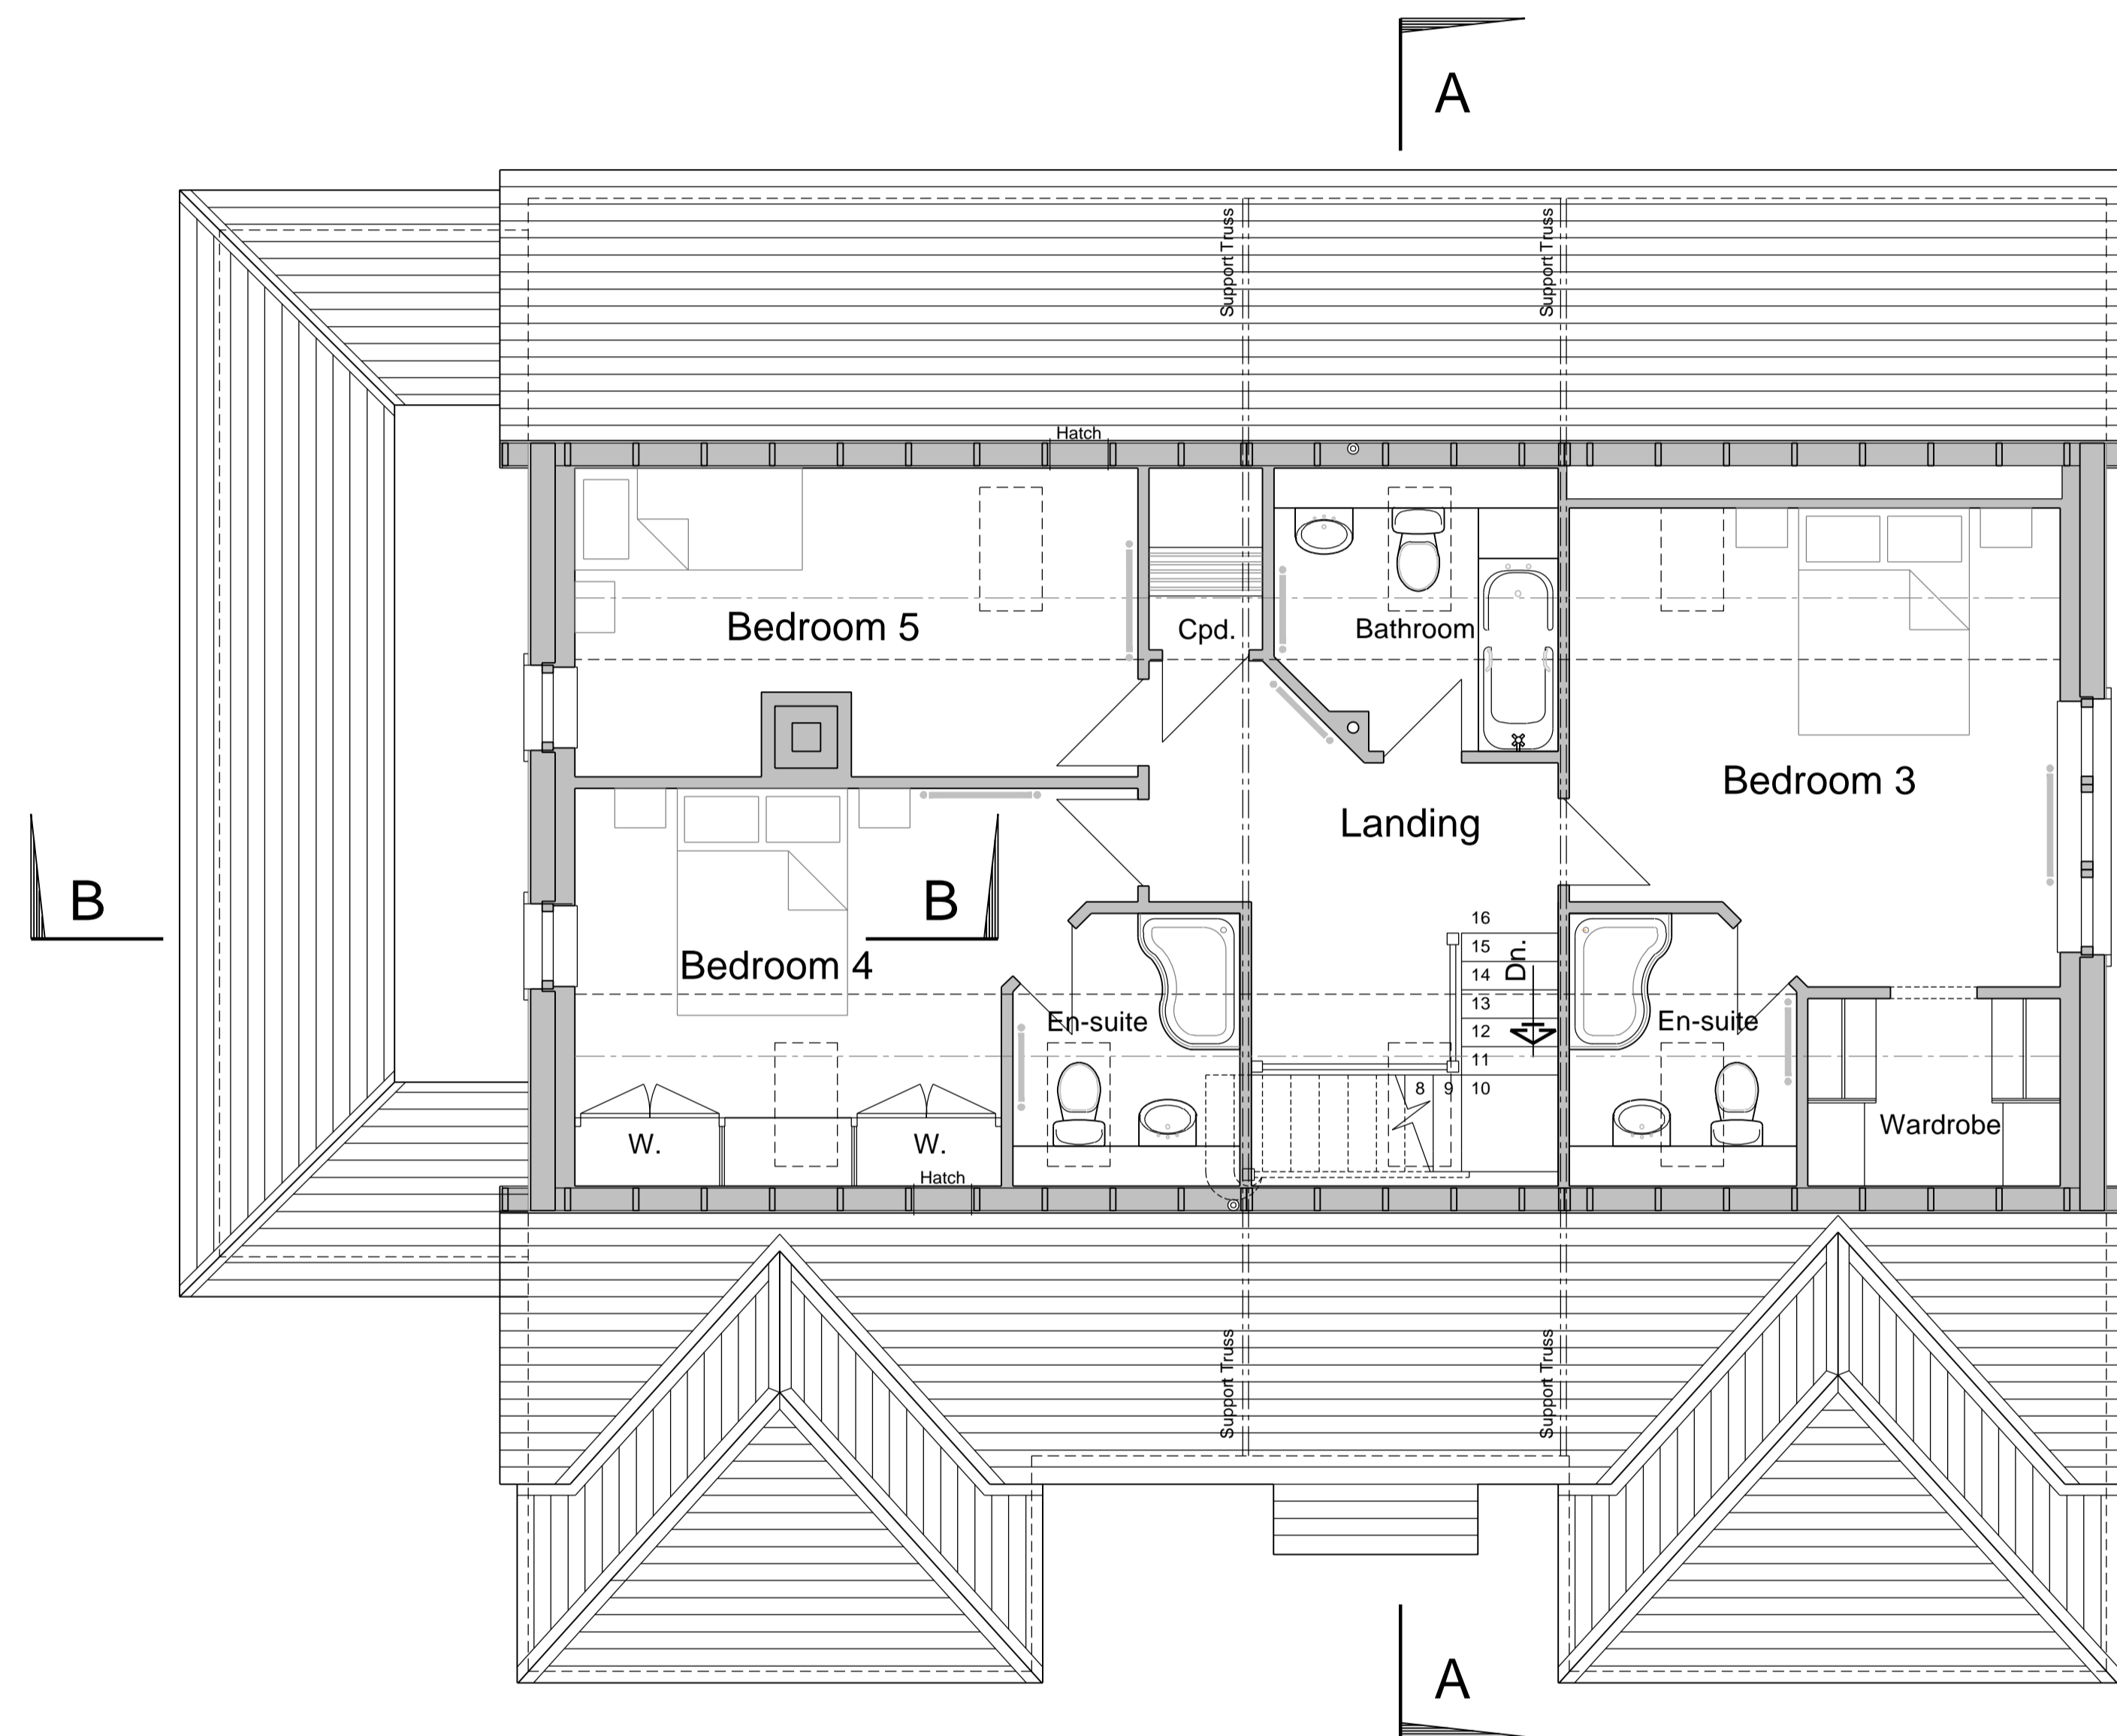 A
Support Truss
Support Truss
Hatch
Bedroom 5
Cpd.
Bathroom
Bedroom 3
Landing
B
B
Bedroom 4
En-suite
16
15
14
13
12
11
10
9
8
Dn.
En-suite
W.
W.
Wardrobe
Hatch
Support Truss
Support Truss
A